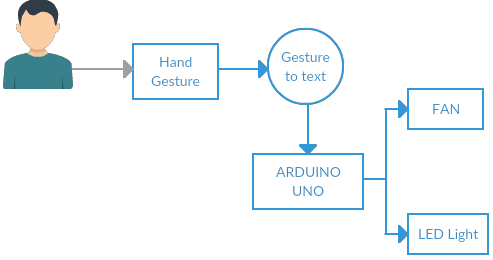 Hand
Gesture
Gesture
to text
ARDUINO
UNO
FAN
LED Light